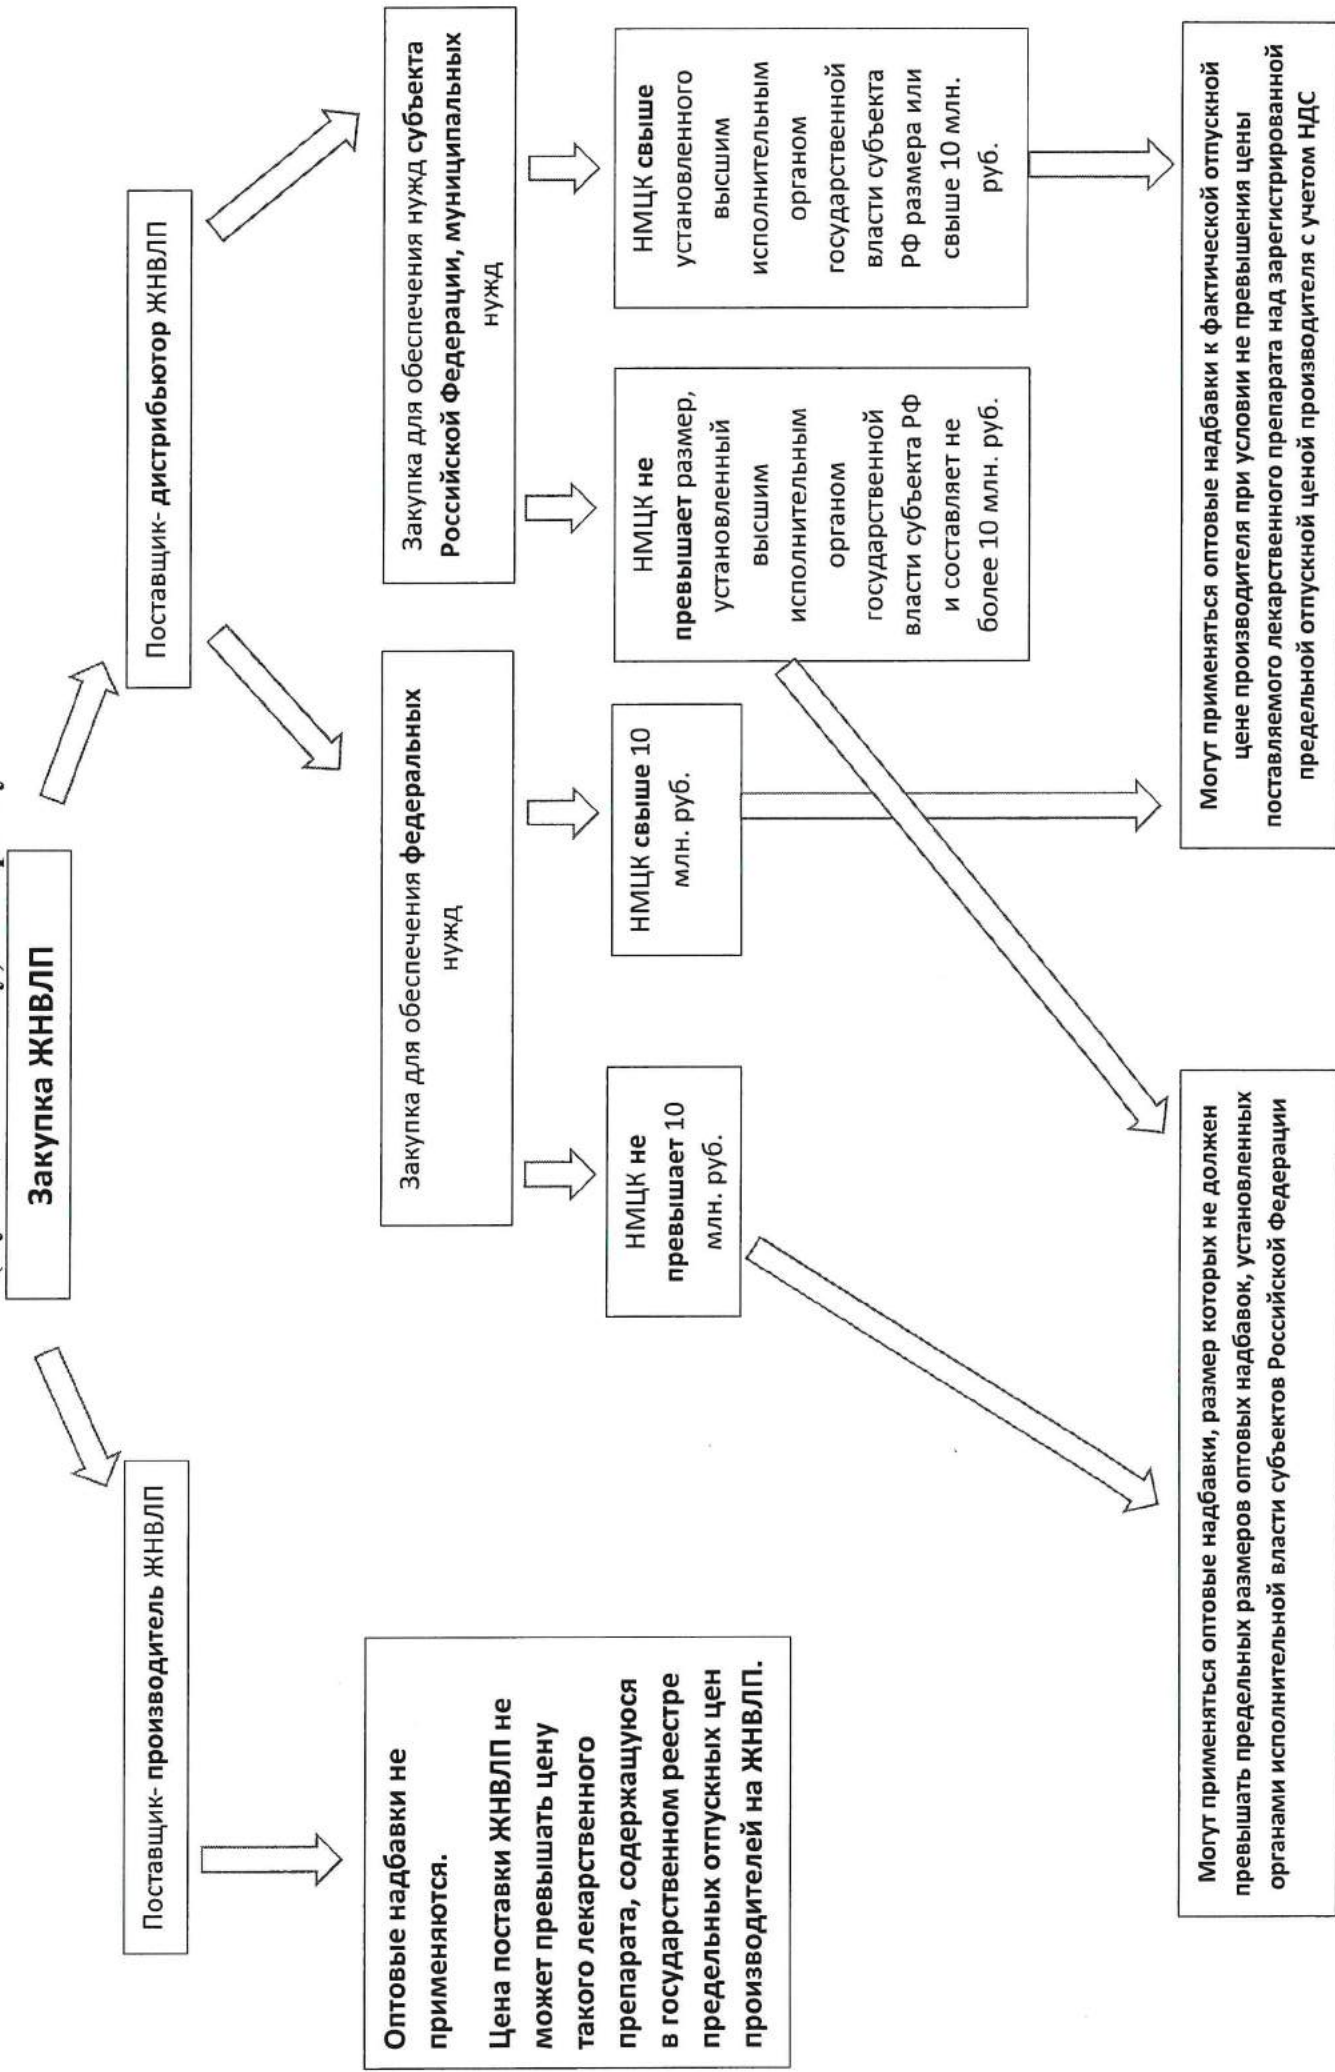 Закупка ЖНВЛП
Поставщик- производитель ЖНВЛП
Поставщик- дистрибьютор ЖНВЛП
Оптовые надбавки не
применяются.
Цена поставки ЖНВЛП не
может превышать цену
такого лекарственного
препарата, содержащуюся
в государственном реестре
предельных отпускных цен
производителей на ЖНВЛП.
Закупка для обеспечения федеральных
нужд
Закупка для обеспечения нужд субъекта
Российской Федерации, муниципальных
нужд
НМЦК не
превышает 10
млн. руб.
НМЦК свыше 10
млн. руб.
НМЦК не
превышает размер,
установленный
высшим
исполнительным
органом
государственной
власти субъекта РФ
и составляет не
более 10 млн. руб.
НМЦК свыше
установленного
высшим
исполнительным
органом
государственной
власти субъекта
РФ размера или
свыше 10 млн.
руб.
Могут применяться оптовые надбавки, размер которых не должен
превышать предельных размеров оптовых надбавок, установленных
органами исполнительной власти субъектов Российской Федерации
Могут применяться оптовые надбавки к фактической отпускной
цене производителя при условии не превышения цены
поставляемого лекарственного препарата над зарегистрированной
предельной отпускной ценой производителя с учетом НДС